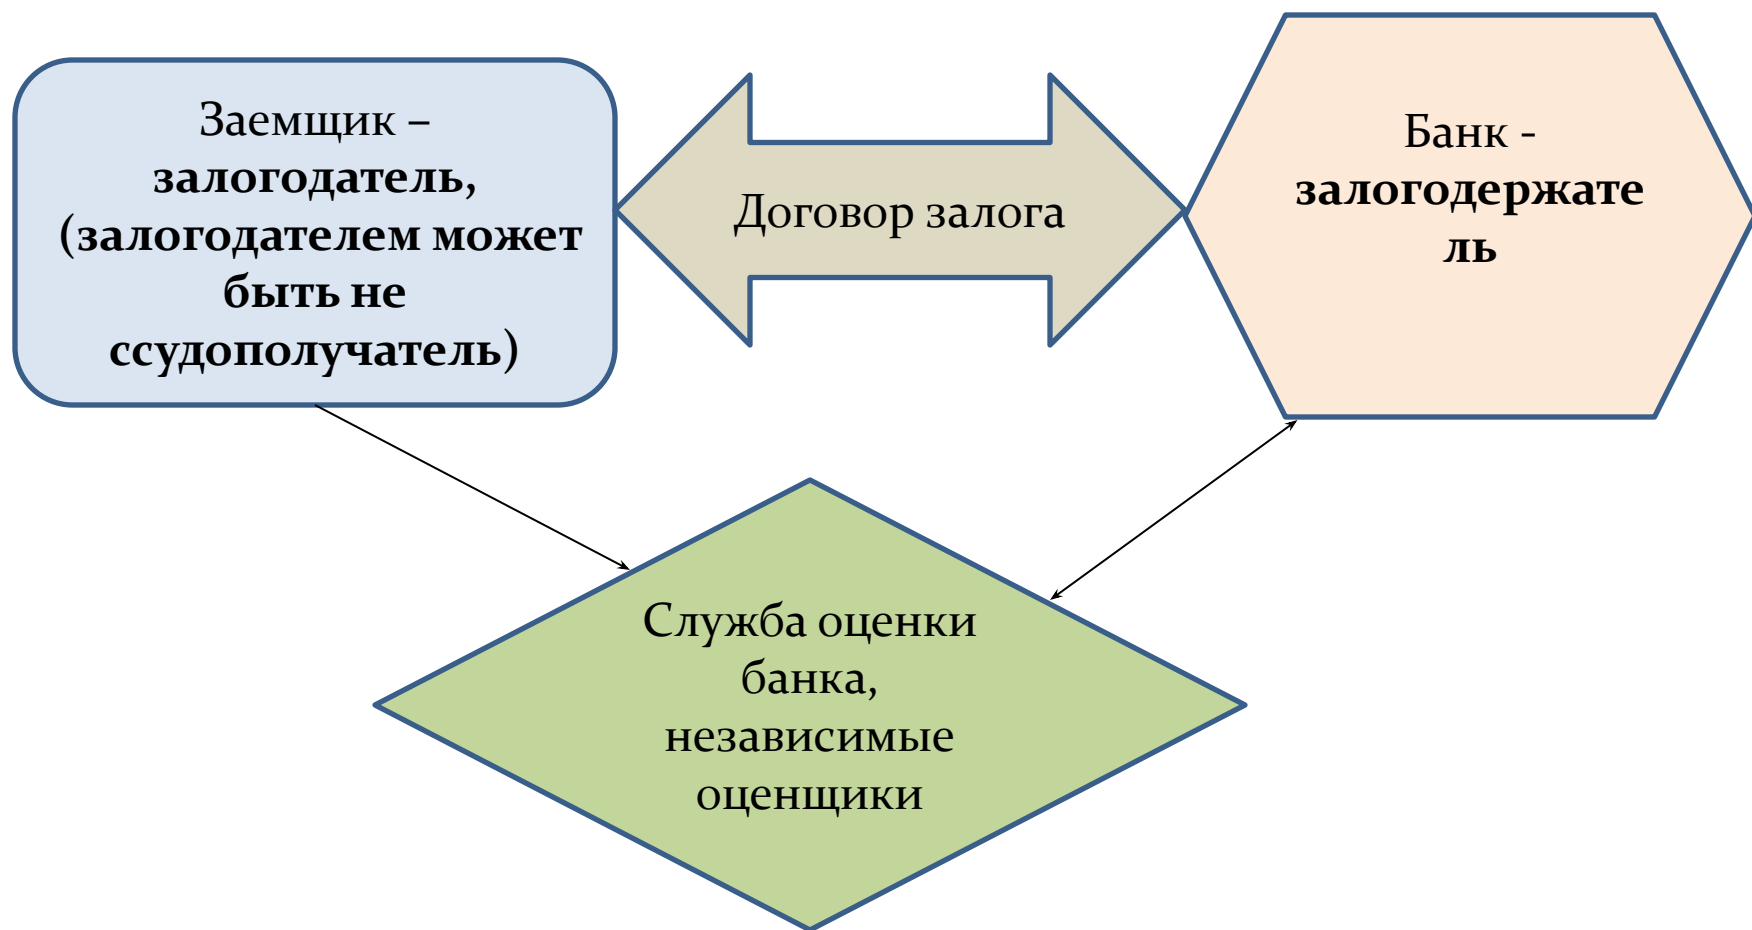 Заемщик –
залогодатель,
(залогодателем может
быть не
ссудополучатель)
Договор залога
Банк -
залогодержате
ль
Служба оценки
банка,
независимые
оценщики